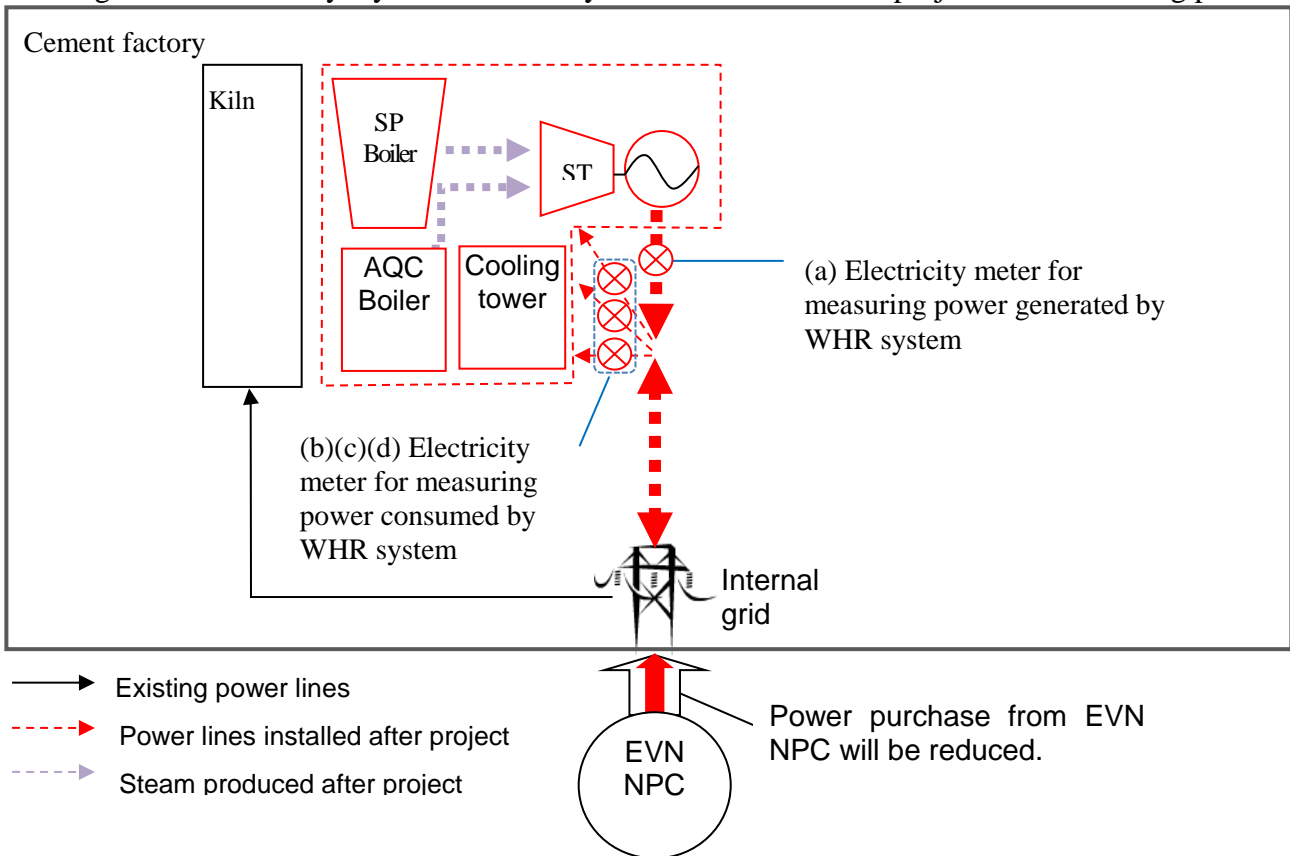 Cement factory
Kiln
SP
Boiler
ST
AQC
Boiler
Cooling
tower
(a) Electricity meter for
measuring power generated by
WHR system
(b)(c)(d) Electricity
meter for measuring
power consumed by
WHR system
Internal
grid
Existing power lines
Power lines installed after project
Steam produced after project
EVN
NPC
Power purchase from EVN
NPC will be reduced.